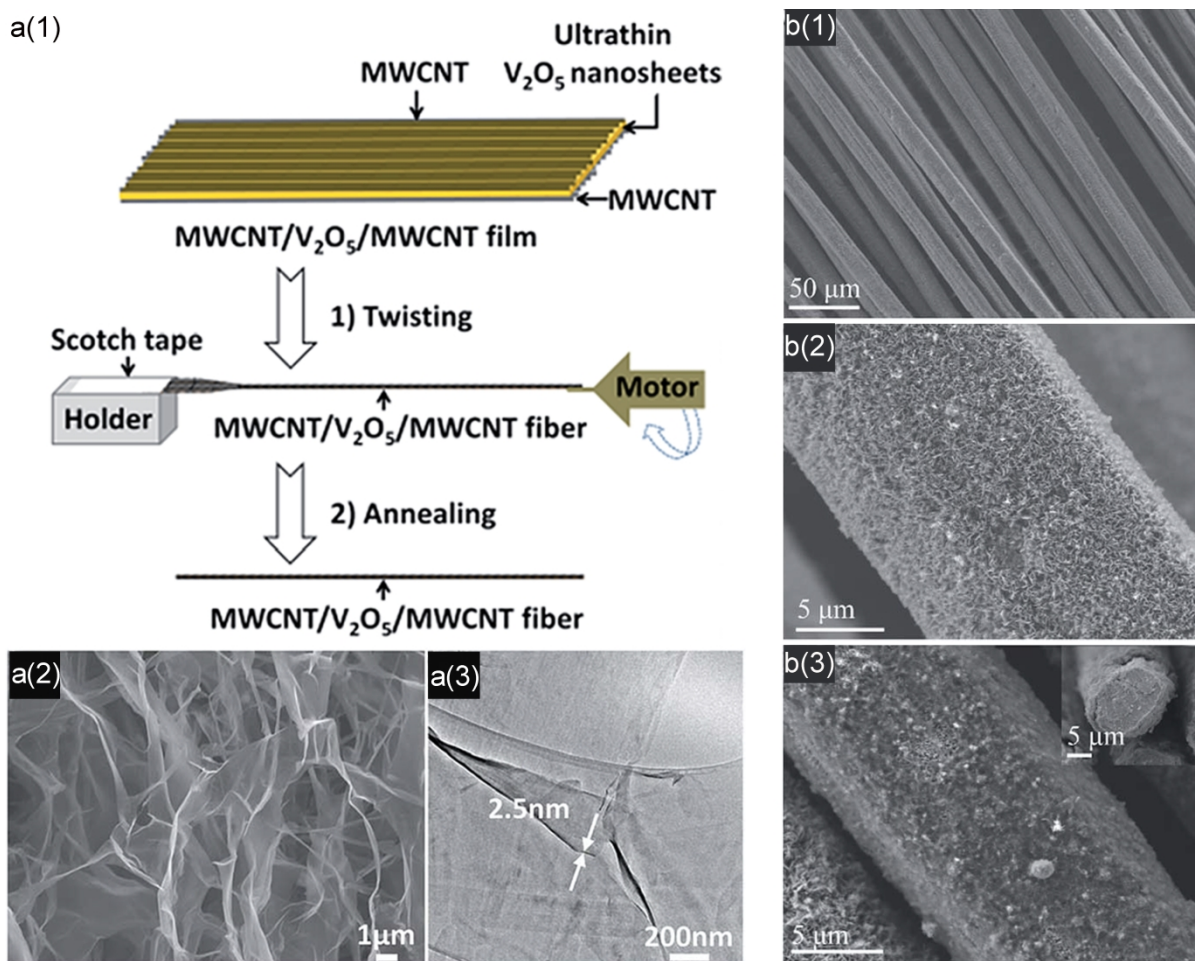 a(1)
Ultrathin
MWCNT V₂O₅ nanosheets
MWCNT
MWCNT/V₂O₅/MWCNT film
1) Twisting
Scotch tape
Holder
Motor
MWCNT/V₂O₅/MWCNT fiber
2) Annealing
MWCNT/V₂O₅/MWCNT fiber
a(2)
1μm
a(3)
2.5nm
200nm
b(1)
50 μm
b(2)
5 μm
b(3)
5 μm
5 μm